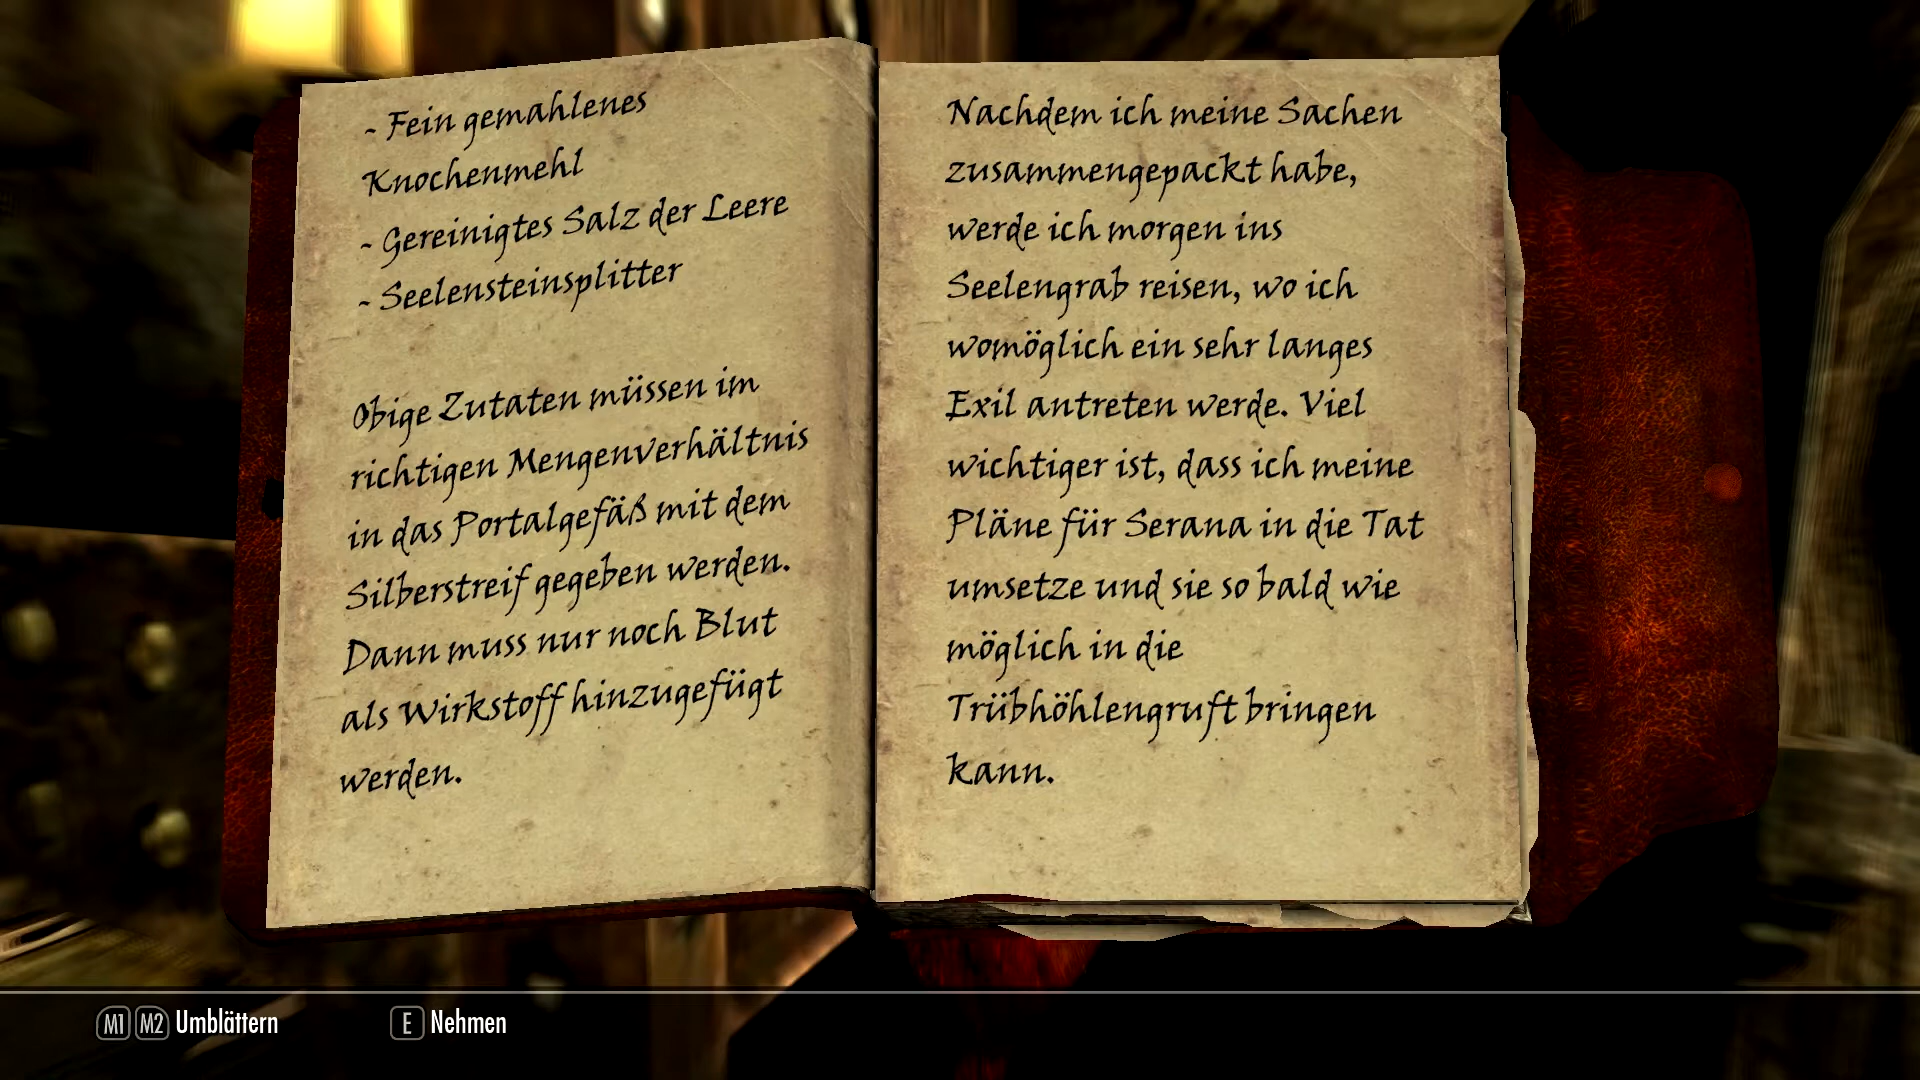 - Fein gemahlenes
Knochenmehl
- Gereinigtes Salz der Leere
- Seelensteinsplitter
Obige Zutaten müssen im
richtigen Mengenverhältnis
in das Portalgefäß mit dem
Silberstreif gegeben werden.
Dann muss nur noch Blut
als Wirkstoff hinzugefügt
werden.
Nachdem ich meine Sachen
zusammengepackt habe,
werde ich morgen ins
Seelengrab reisen, wo ich
womöglich ein sehr langes
Exil antreten werde. Viel
wichtiger ist, dass ich meine
Pläne für Serana in die Tat
umsetze und sie so bald wie
möglich in die
Trübhöhlengruft bringen
kann.
M1 M2 Umblättern
E Nehmen